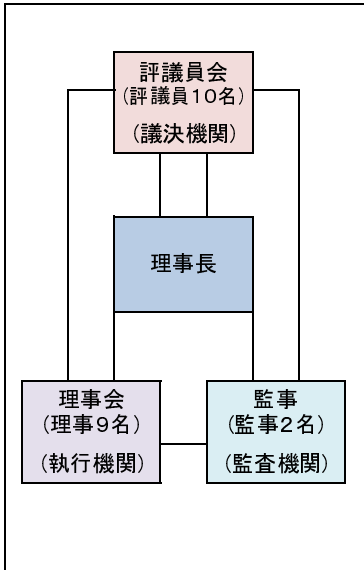 評議員会
(評議員10名)
(議決機関)
理事長
理事会
(理事9名)
(執行機関)
監事
(監事2名)
(監査機関)